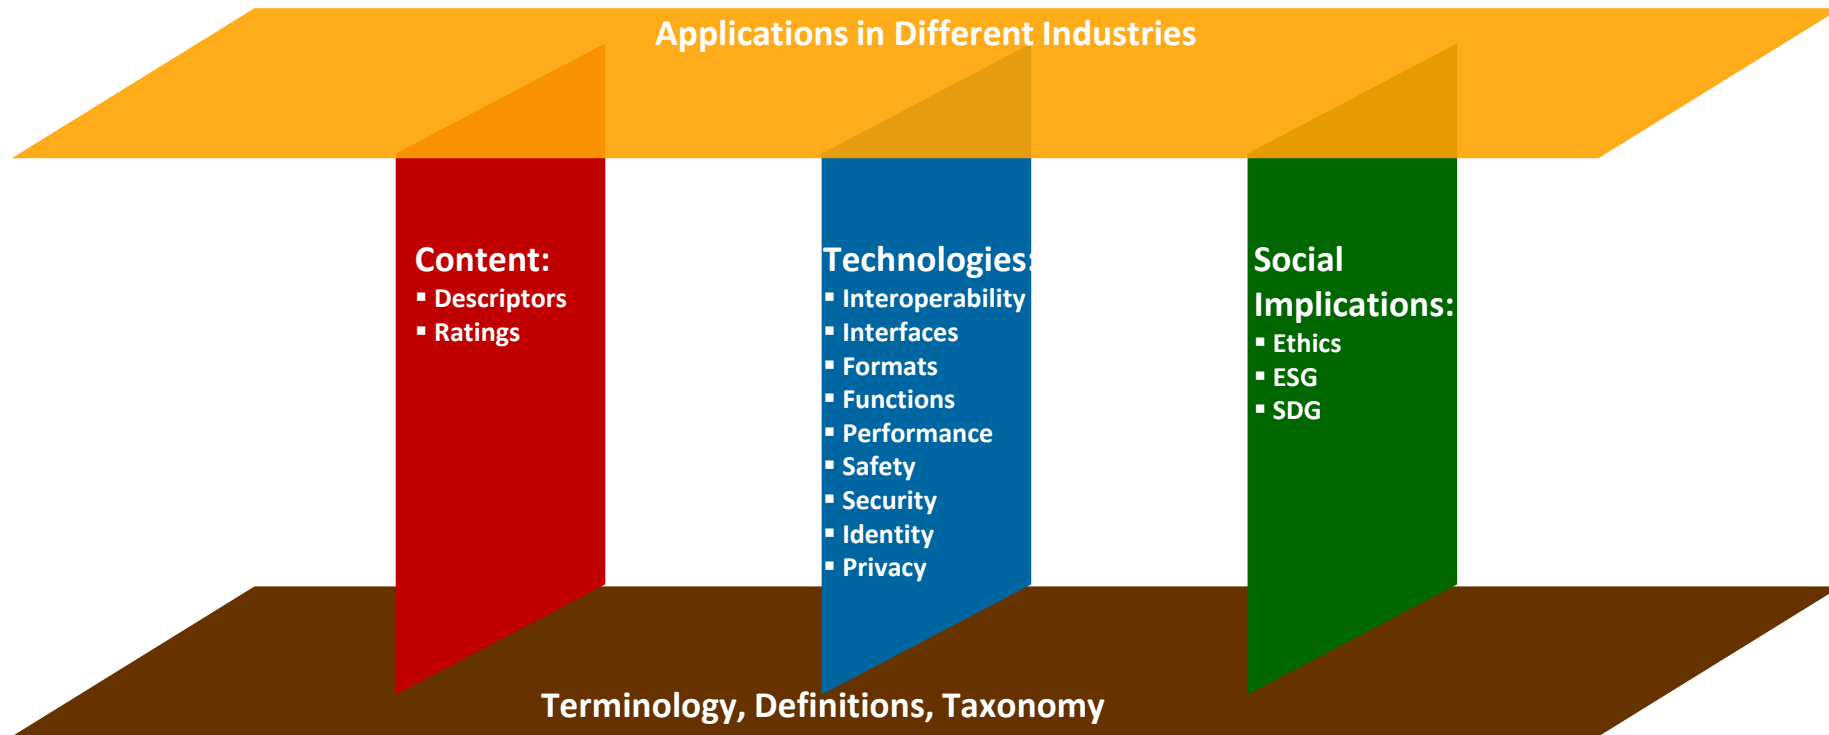 Applications in Different Industries
Content:
▪ Descriptors
▪ Ratings
Technologies:
▪ Interoperability
▪ Interfaces
▪ Formats
▪ Functions
▪ Performance
▪ Safety
▪ Security
▪ Identity
▪ Privacy
Social
Implications:
▪ Ethics
▪ ESG
▪ SDG
Terminology, Definitions, Taxonomy